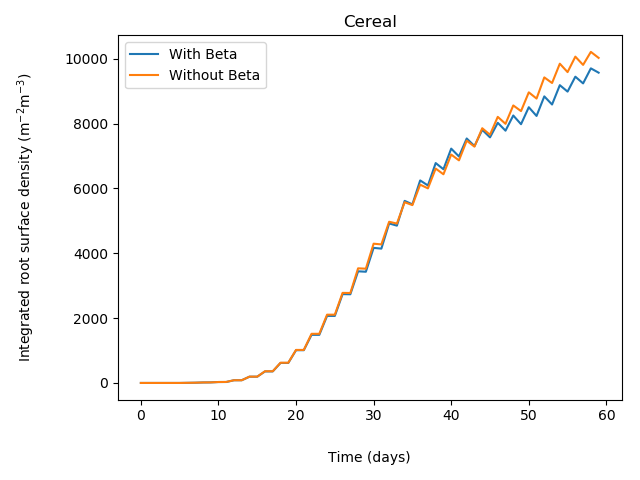 Cereal
With Beta
Without Beta
Integrated root surface density (m⁻²m⁻³)
10000
8000
6000
4000
2000
0
0 10 20 30 40 50 60
Time (days)